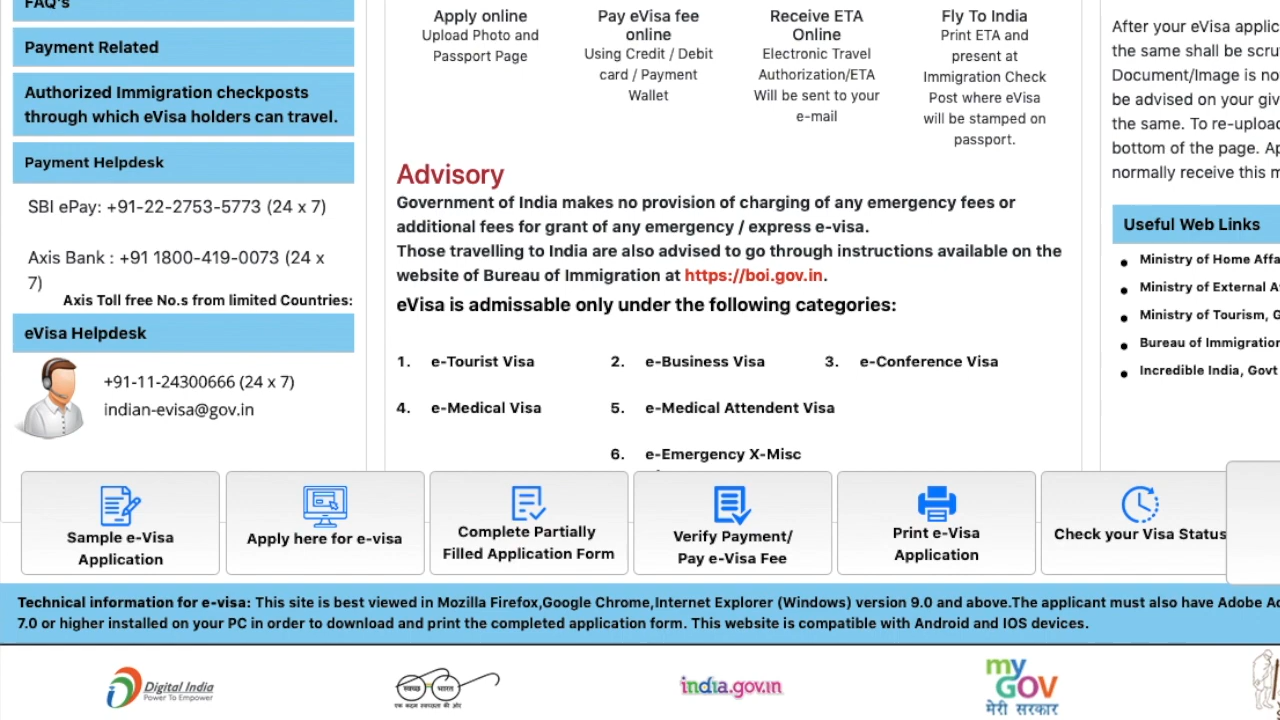 FAQ's
Payment Related
Authorized Immigration checkposts
through which eVisa holders can travel.
Payment Helpdesk
SBI ePay: +91-22-2753-5773 (24 x 7)
Axis Bank : +91 1800-419-0073 (24 x
7)
Axis Toll free No.s from limited Countries:
eVisa Helpdesk
+91-11-24300666 (24 x 7)
indian-evisa@gov.in
Apply online
Upload Photo and
Passport Page
Pay eVisa fee
online
Using Credit / Debit
card / Payment
Wallet
Receive ETA
Online
Electronic Travel
Authorization/ETA
Will be sent to your
e-mail
Fly To India
Print ETA and
present at
Immigration Check
Post where eVisa
will be stamped on
passport.
Advisory
Government of India makes no provision of charging of any emergency fees or
additional fees for grant of any emergency / express e-visa.
Those travelling to India are also advised to go through instructions available on the
website of Bureau of Immigration at https://boi.gov.in.
eVisa is admissable only under the following categories:
1. e-Tourist Visa 2. e-Business Visa 3. e-Conference Visa
4. e-Medical Visa 5. e-Medical Attendent Visa
6. e-Emergency X-Misc
After your eVisa applic
the same shall be scru
Document/Image is no
be advised on your giv
the same. To re-upload
bottom of the page. Ap
normally receive this m
Useful Web Links
Ministry of Home Affa
Ministry of External A
Ministry of Tourism, G
Bureau of Immigration
Incredible India, Govt
Sample e-Visa
Application
Apply here for e-visa
Complete Partially
Filled Application Form
Verify Payment/
Pay e-Visa Fee
Print e-Visa
Application
Check your Visa Status
Technical information for e-visa: This site is best viewed in Mozilla Firefox,Google Chrome,Internet Explorer (Windows) version 9.0 and above.The applicant must also have Adobe Ac
7.0 or higher installed on your PC in order to download and print the completed application form. This website is compatible with Android and IOS devices.
Digital India
Power To Empower
स्वच्छ भारत
एक कदम स्वच्छता की ओर
india.gov.in
my
GOV
मेरी सरकार